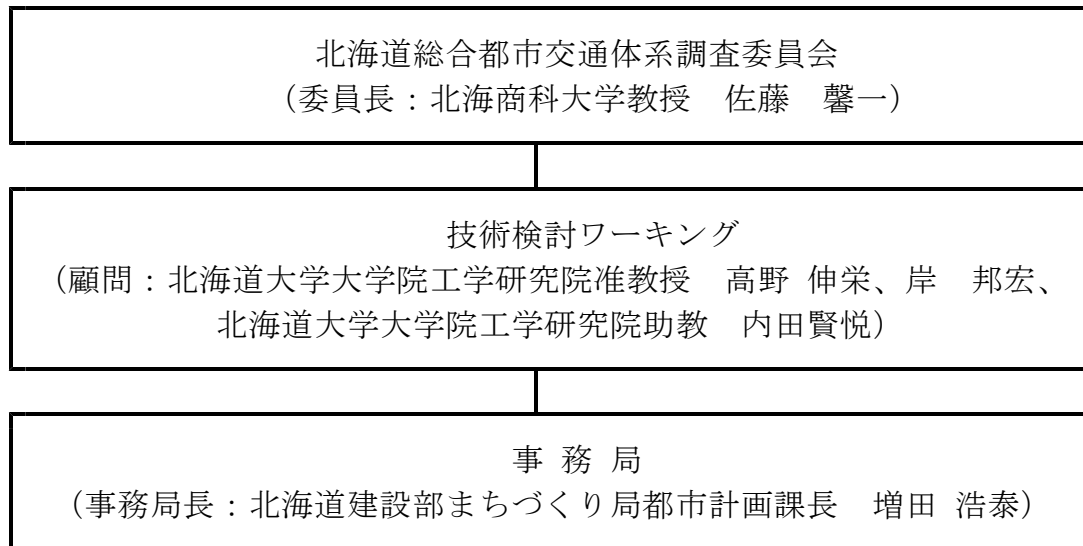 北海道総合都市交通体系調査委員会
（委員長：北海商科大学教授　佐藤　馨一）
技術検討ワーキング
（顧問：北海道大学大学院工学研究院准教授　高野 伸栄、岸　邦宏、
北海道大学大学院工学研究院助教　内田賢悦）
事 務 局
（事務局長：北海道建設部まちづくり局都市計画課長　増田 浩泰）